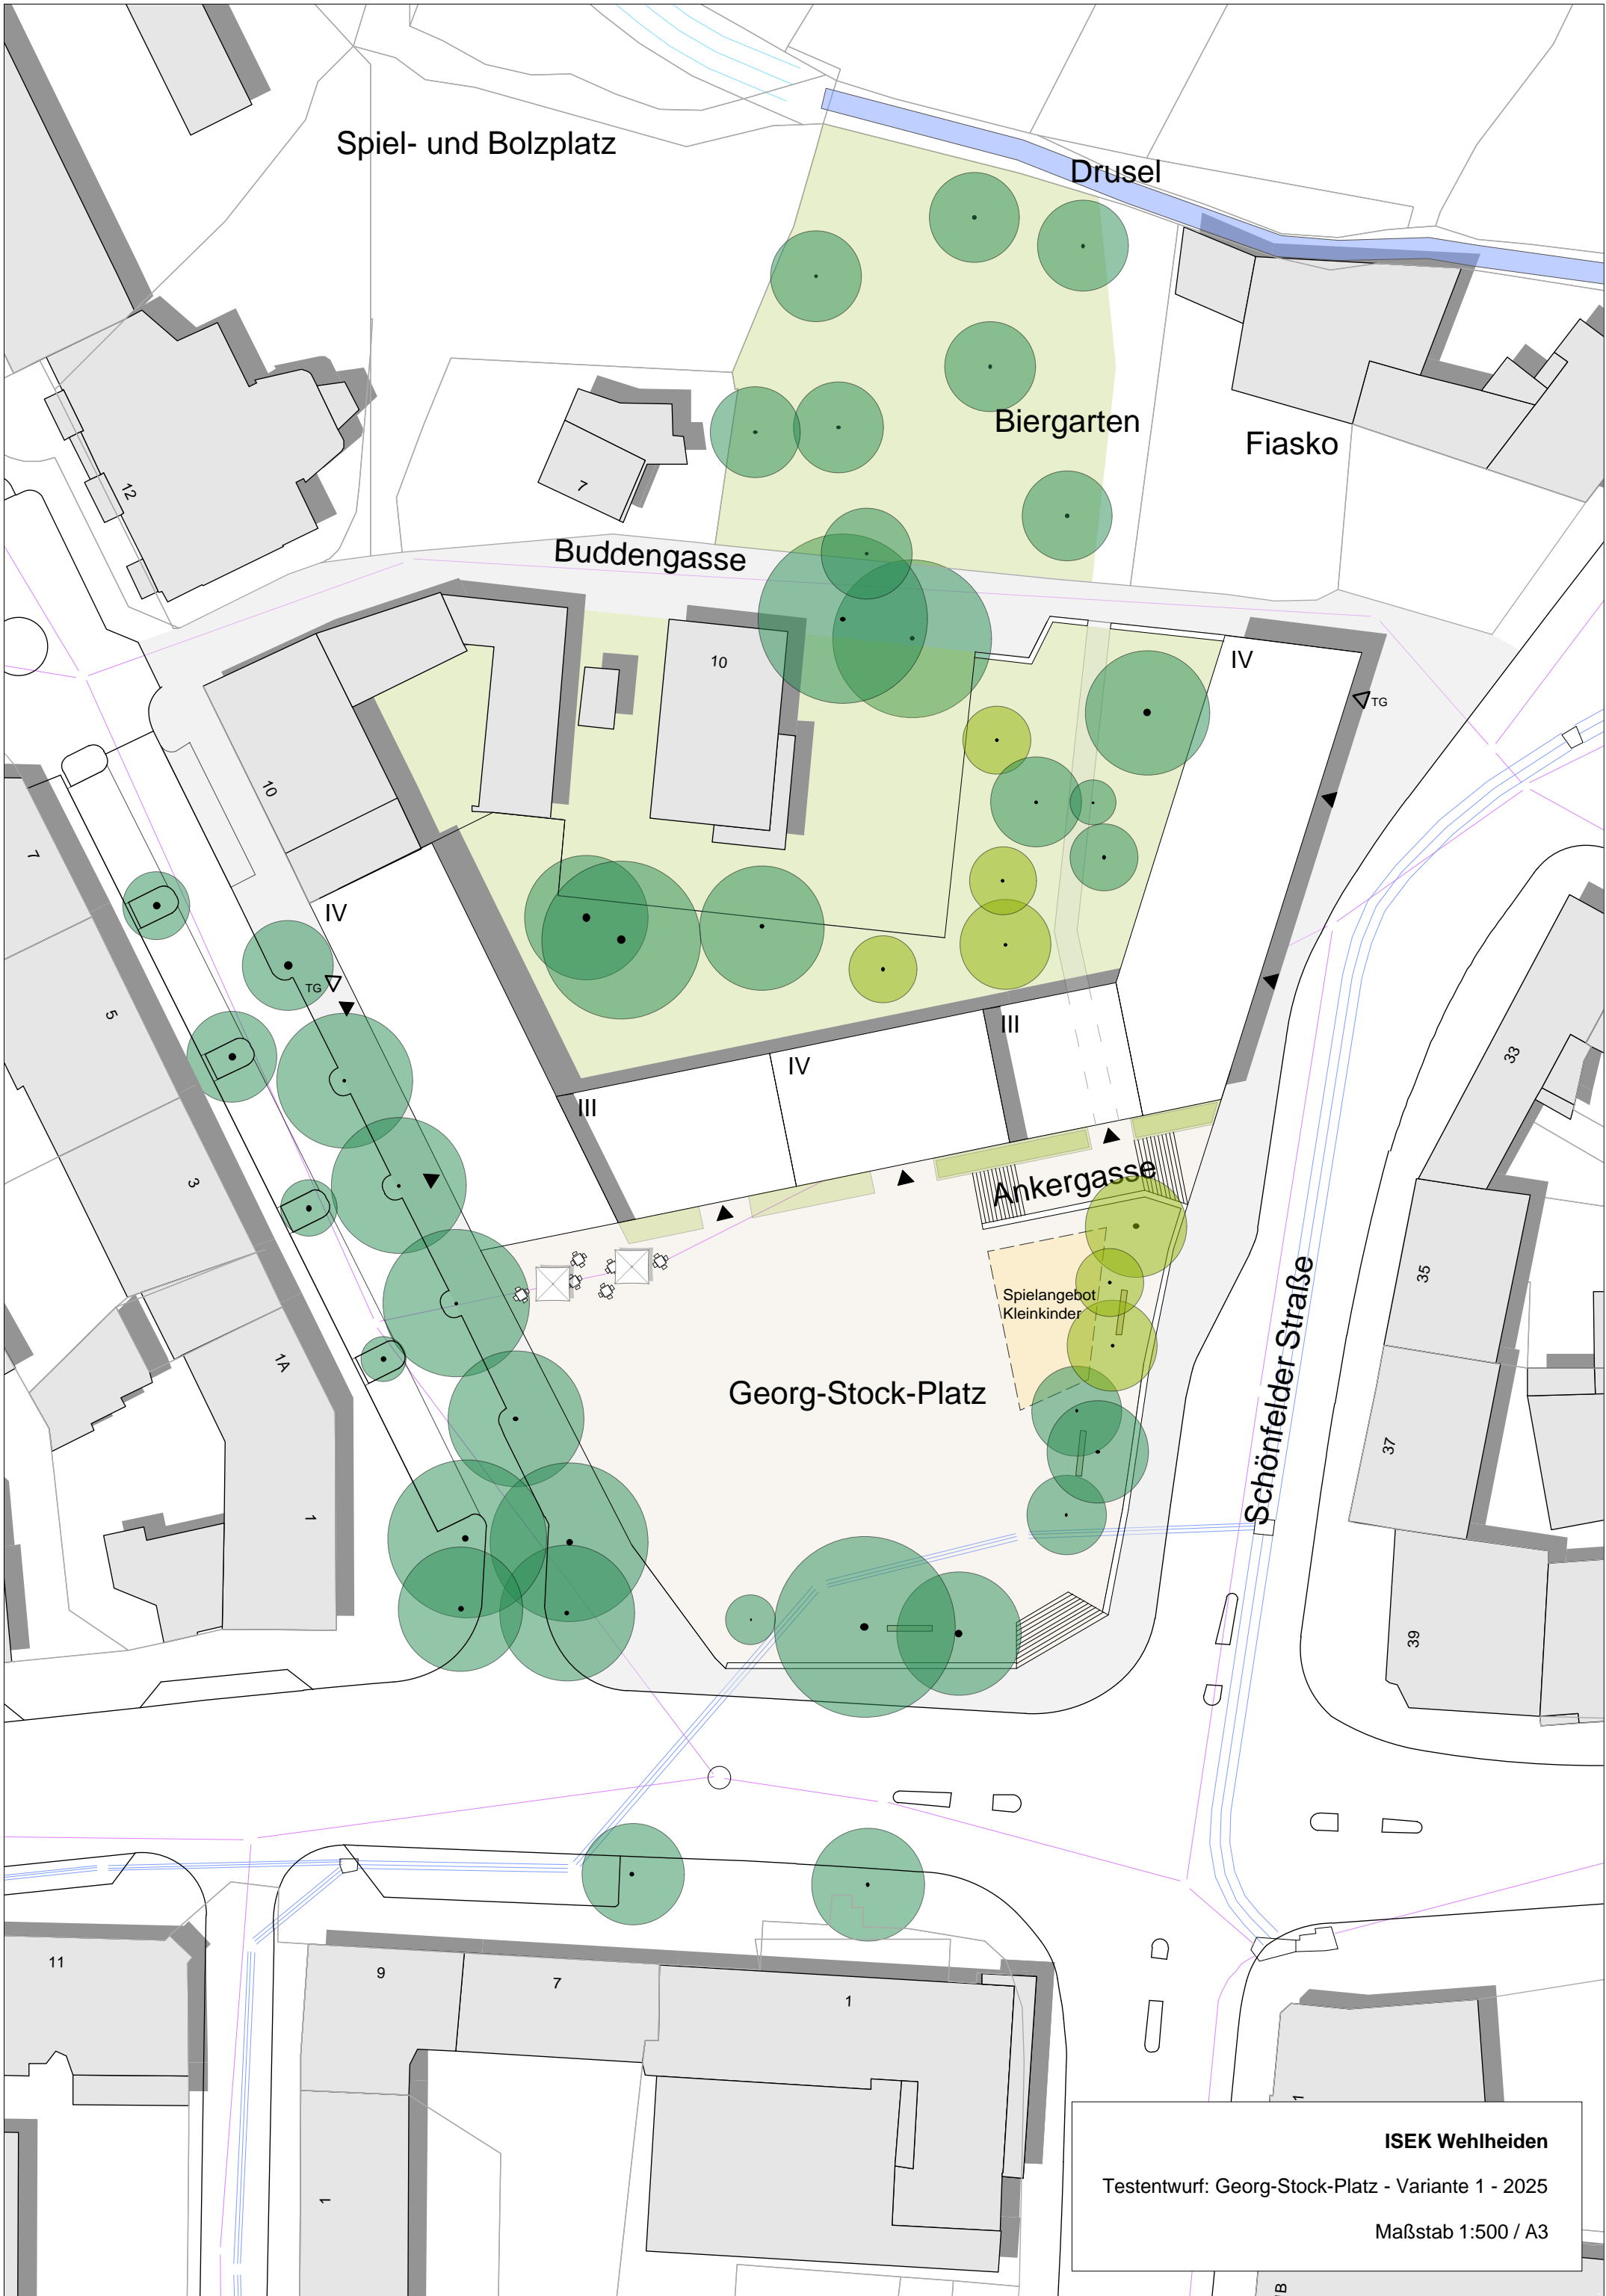 Spiel- und Bolzplatz
Drusel
Biergarten
Fiasko
12
7
Buddengasse
10
IV
TG
10
7
IV
TG
5
III
IV
III
33
3
Ankergasse
Spielangebot
Kleinkinder
35
1A
Georg-Stock-Platz
Schönfelder Straße
37
1
39
11
9
7
1
1
1
B
ISEK Wehlheiden
Testentwurf: Georg-Stock-Platz - Variante 1 - 2025
Maßstab 1:500 / A3